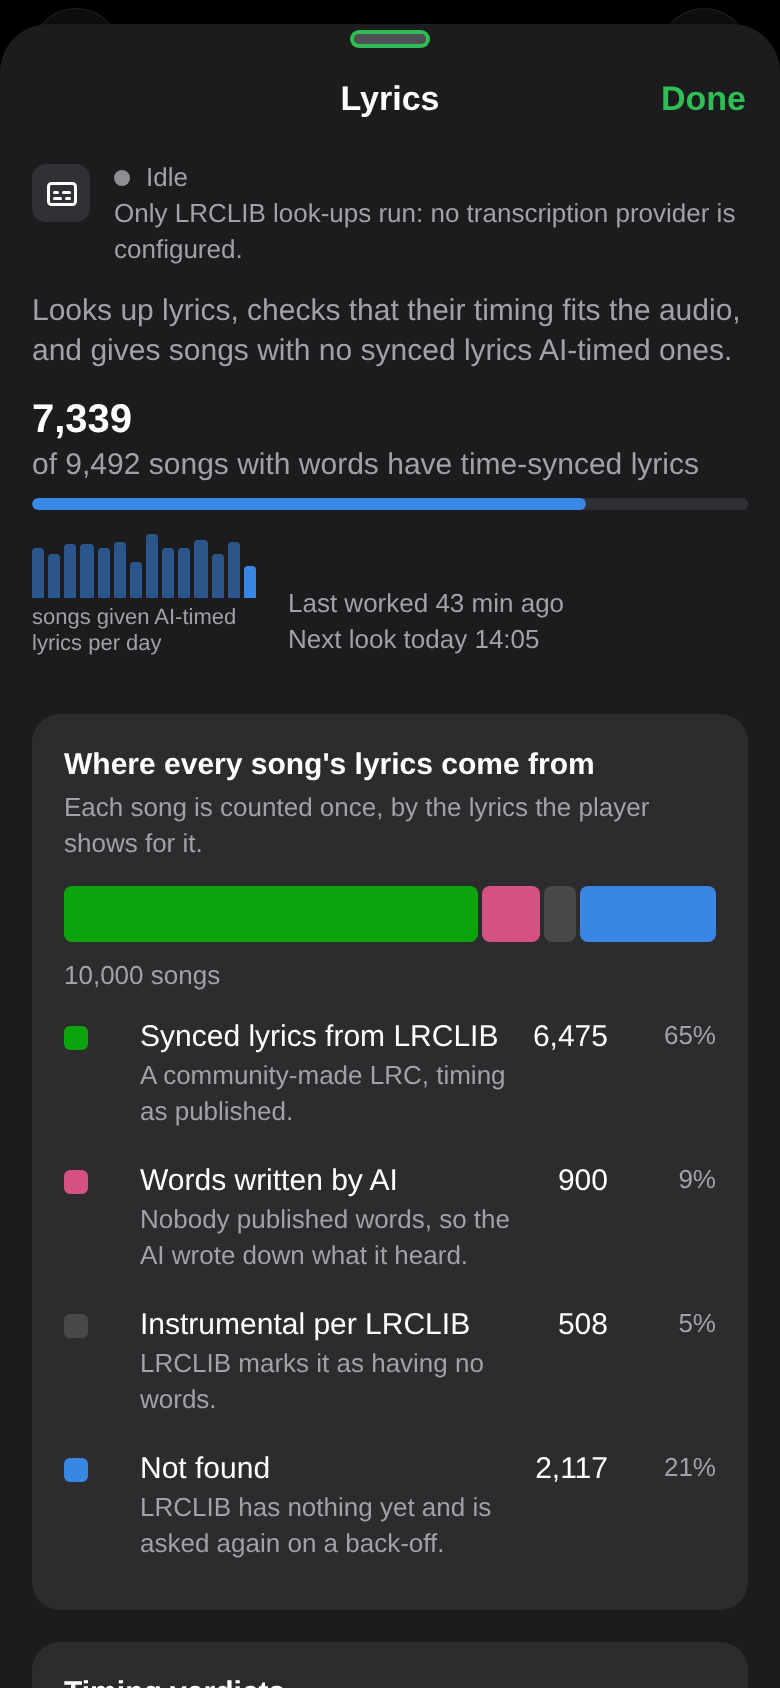 Lyrics
Done
Idle
Only LRCLIB look-ups run: no transcription provider is
configured.
Looks up lyrics, checks that their timing fits the audio,
and gives songs with no synced lyrics AI-timed ones.
7,339
of 9,492 songs with words have time-synced lyrics
songs given AI-timed
lyrics per day
Last worked 43 min ago
Next look today 14:05
Where every song's lyrics come from
Each song is counted once, by the lyrics the player
shows for it.
10,000 songs
Synced lyrics from LRCLIB 6,475 65%
A community-made LRC, timing
as published.
Words written by AI 900 9%
Nobody published words, so the
AI wrote down what it heard.
Instrumental per LRCLIB 508 5%
LRCLIB marks it as having no
words.
Not found 2,117 21%
LRCLIB has nothing yet and is
asked again on a back-off.
Timing verdicts